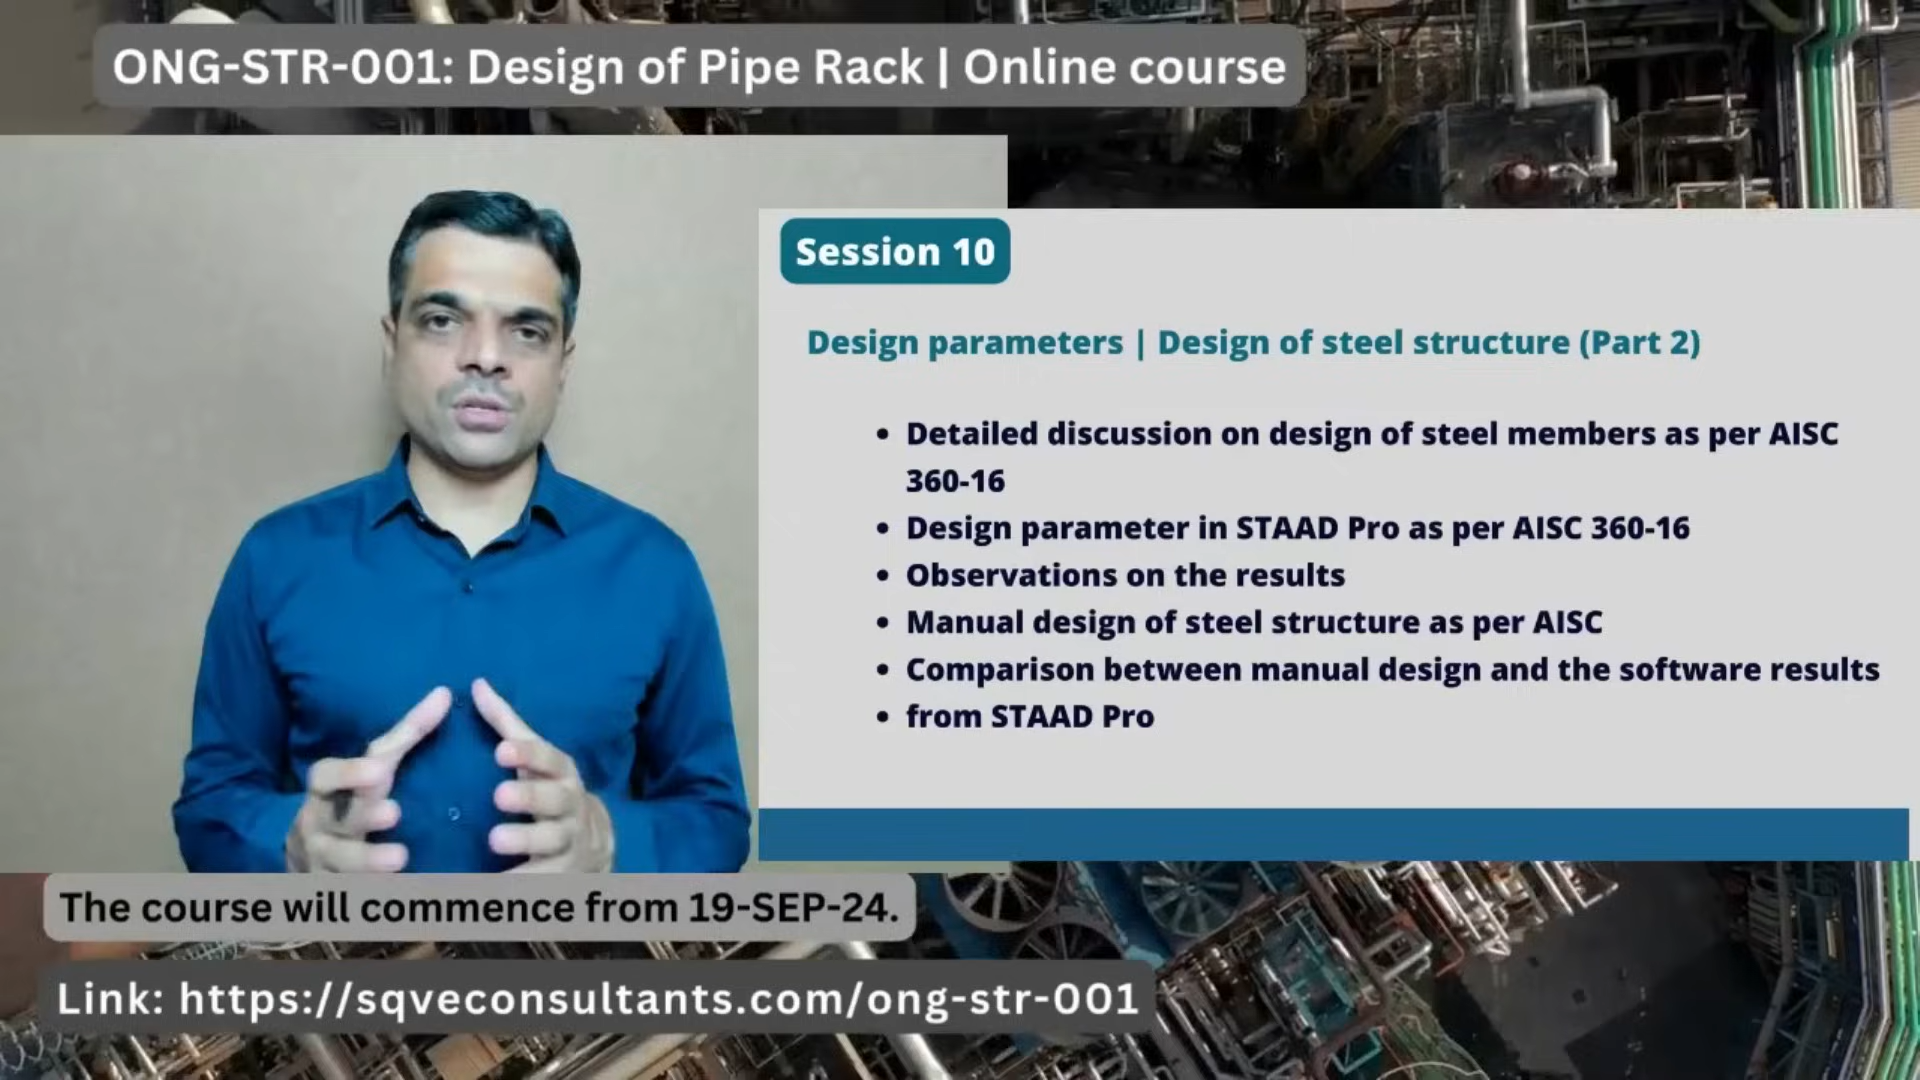 ONG-STR-001: Design of Pipe Rack | Online course
Session 10
Design parameters | Design of steel structure (Part 2)
• Detailed discussion on design of steel members as per AISC
360-16
• Design parameter in STAAD Pro as per AISC 360-16
• Observations on the results
• Manual design of steel structure as per AISC
• Comparison between manual design and the software results
• from STAAD Pro
The course will commence from 19-SEP-24.
Link: https://sqveconsultants.com/ong-str-001